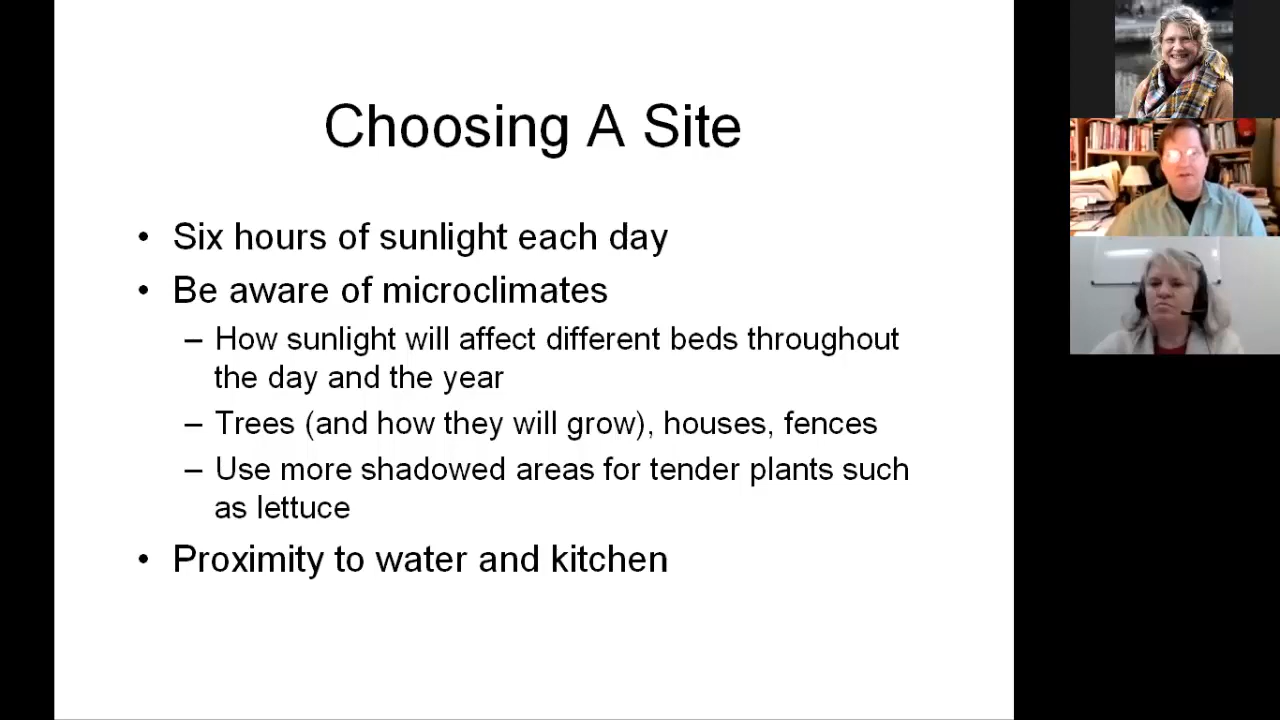 Choosing A Site
• Six hours of sunlight each day
• Be aware of microclimates
– How sunlight will affect different beds throughout
the day and the year
– Trees (and how they will grow), houses, fences
– Use more shadowed areas for tender plants such
as lettuce
• Proximity to water and kitchen